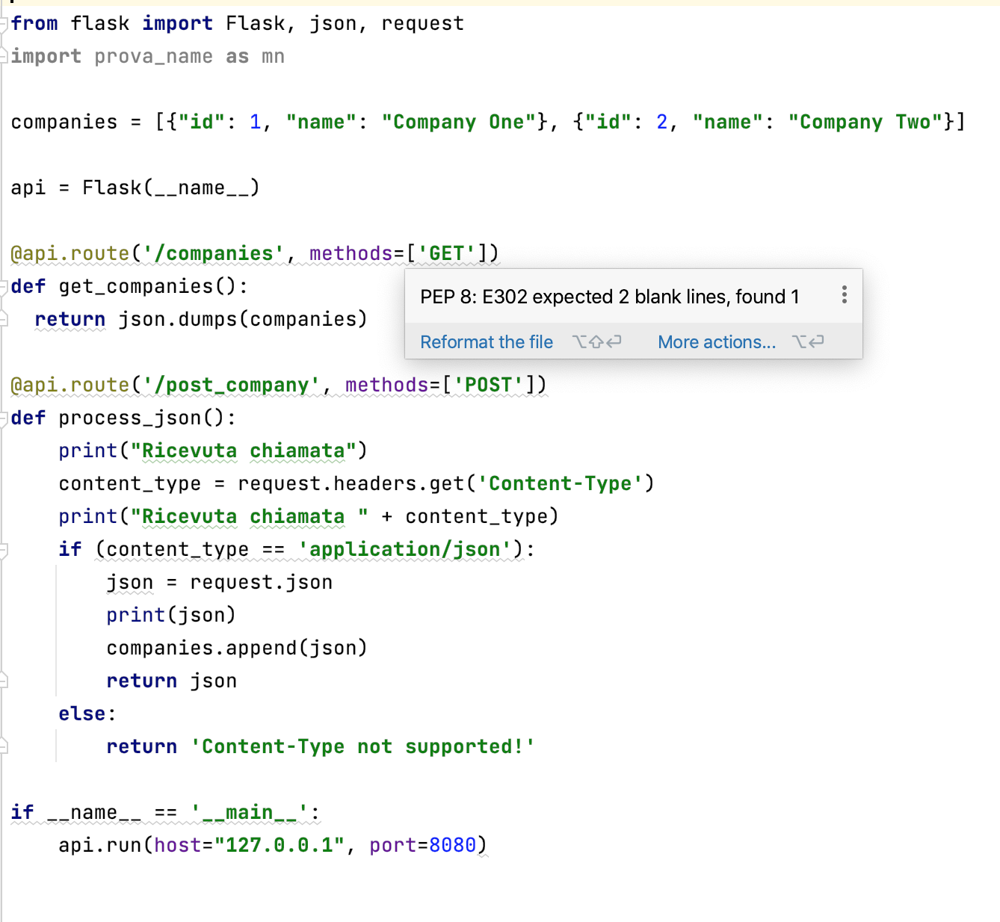 from flask import Flask, json, request
import prova_name as mn
companies = [{"id": 1, "name": "Company One"}, {"id": 2, "name": "Company Two"}]
api = Flask(__name__)
@api.route('/companies', methods=['GET'])
def get_companies():
PEP 8: E302 expected 2 blank lines, found 1
return json.dumps(companies)
Reformat the file ⌥⇧⏎ More actions... ⌥⏎
@api.route('/post_company', methods=['POST'])
def process_json():
print("Ricevuta chiamata")
content_type = request.headers.get('Content-Type')
print("Ricevuta chiamata " + content_type)
if (content_type == 'application/json'):
json = request.json
print(json)
companies.append(json)
return json
else:
return 'Content-Type not supported!'
if __name__ == '__main__':
api.run(host="127.0.0.1", port=8080)